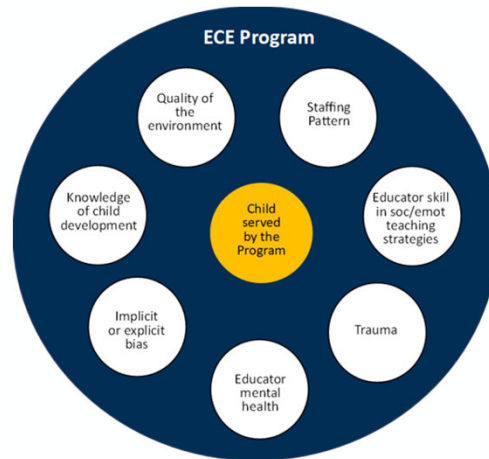 ECE Program
Quality of
the
environment
Staffing
Pattern
Knowledge
of child
development
Child
served
by the
Program
Educator skill
in soc/emot
teaching
strategies
Implicit
or explicit
bias
Trauma
Educator
mental
health